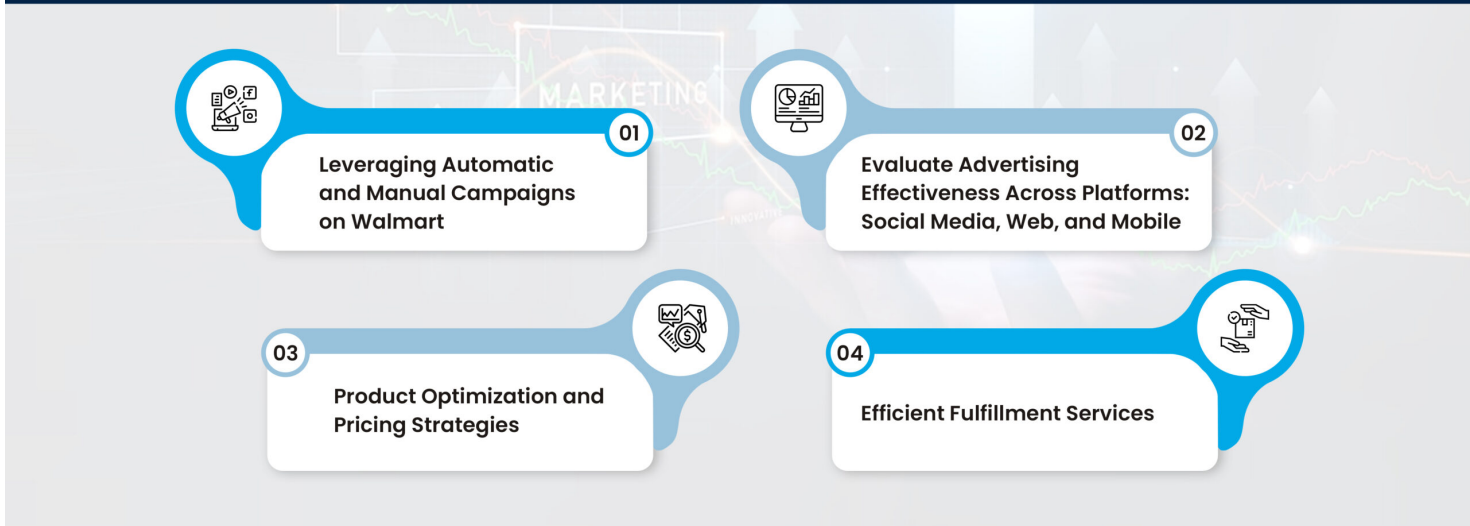 MARKETING
INNOVATIVE
01
Leveraging Automatic
and Manual Campaigns
on Walmart
02
Evaluate Advertising
Effectiveness Across Platforms:
Social Media, Web, and Mobile
03
Product Optimization and
Pricing Strategies
04
Efficient Fulfillment Services